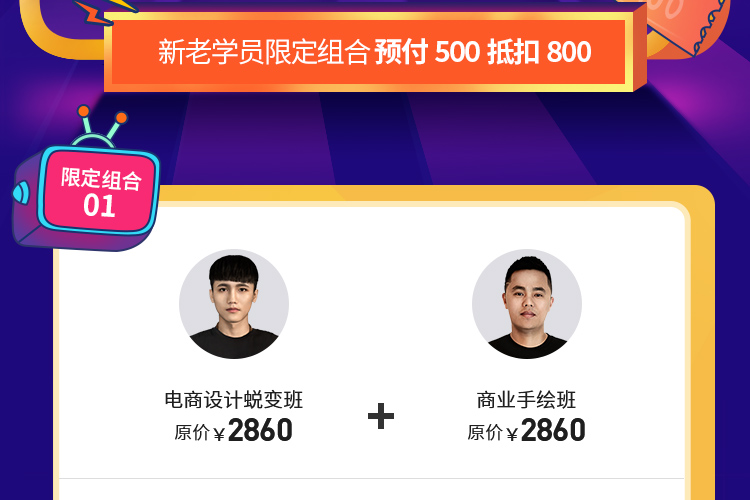 新老学员限定组合 预付 500 抵扣 800
限定组合
01
电商设计蜕变班 + 商业手绘班
原价￥2860 原价￥2860